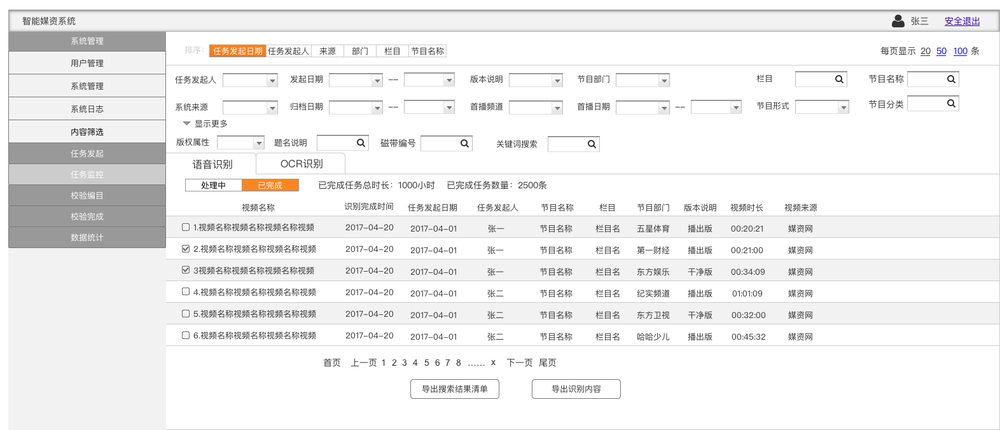 智能媒资系统 张三 安全退出
系统管理
用户管理
系统管理
系统日志
内容筛选
任务发起
任务监控
校验编目
校验完成
数据统计
排序： 任务发起日期 任务发起人 来源 部门 栏目 节目名称 每页显示 20 50 100 条
任务发起人 发起日期 -- 版本说明 节目部门 栏目 节目名称
系统来源 归档日期 -- 首播频道 首播日期 -- 节目形式 节目分类
显示更多
版权属性 题名说明 磁带编号 关键词搜索
语音识别 OCR识别
处理中 已完成 已完成任务总时长：1000小时 已完成任务数量：2500条
视频名称 识别完成时间 任务发起日期 任务发起人 节目名称 栏目 节目部门 版本说明 视频时长 视频来源
1.视频名称视频名称视频名称视频 2017-04-20 2017-04-01 张一 节目名称 栏目名 五星体育 播出版 00:20:21 媒资网
2.视频名称视频名称视频名称视频 2017-04-20 2017-04-01 张一 节目名称 栏目名 第一财经 播出版 00:21:00 媒资网
3视频名称视频名称视频名称视频 2017-04-20 2017-04-01 张一 节目名称 栏目名 东方娱乐 干净版 00:34:09 媒资网
4.视频名称视频名称视频名称视频 2017-04-20 2017-04-01 张二 节目名称 栏目名 纪实频道 播出版 01:01:09 媒资网
5.视频名称视频名称视频名称视频 2017-04-20 2017-04-01 张二 节目名称 栏目名 东方卫视 干净版 00:32:00 媒资网
6.视频名称视频名称视频名称视频 2017-04-20 2017-04-01 张二 节目名称 栏目名 哈哈少儿 播出版 00:45:32 媒资网
首页 上一页 1 2 3 4 5 6 7 8 …… x 下一页 尾页
导出搜索结果清单 导出识别内容